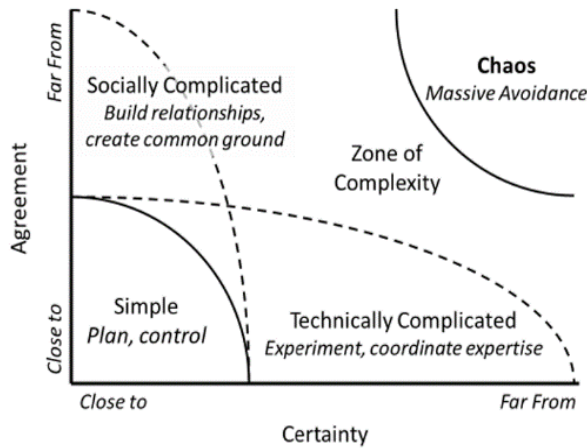 Far From
Agreement
Close to
Socially Complicated
Build relationships,
create common ground
Chaos
Massive Avoidance
Zone of
Complexity
Simple
Plan, control
Technically Complicated
Experiment, coordinate expertise
Close to
Far From
Certainty